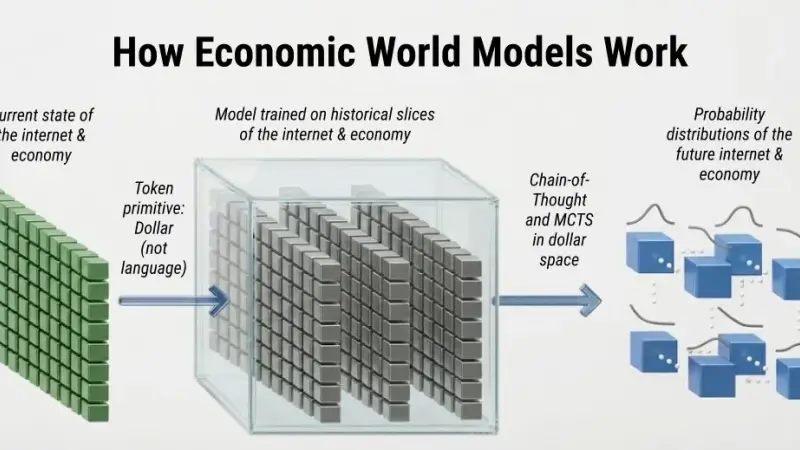 How Economic World Models Work
urrent state of
he internet &
economy
Token
primitive:
Dollar
(not
language)
Model trained on historical slices
of the internet & economy
Chain-of-
Thought
and MCTS
in dollar
space
Probability
distributions of the
future internet &
economy